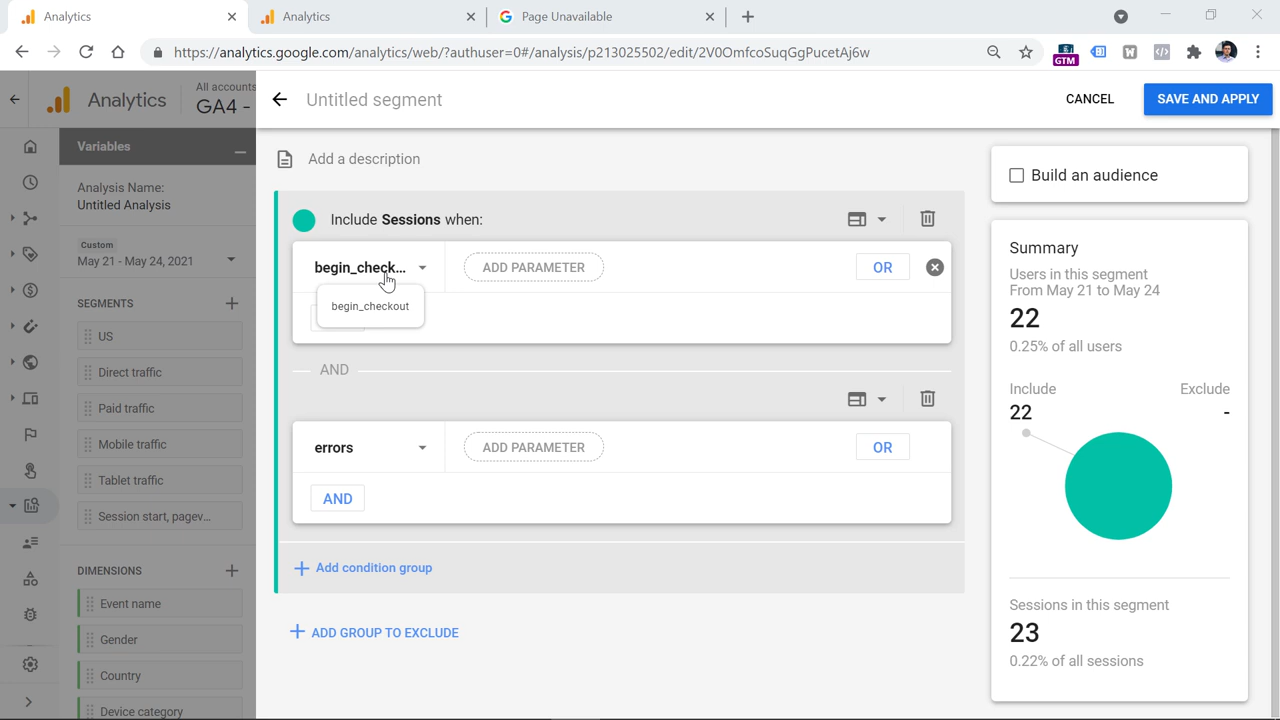 Analytics
Analytics
Page Unavailable
https://analytics.google.com/analytics/web/?authuser=0#/analysis/p213025502/edit/2V0OmfcoSuqGgPucetAj6w
GTM
W
Analytics
All accounts
GA4 -
Untitled segment
CANCEL
SAVE AND APPLY
Variables
Analysis Name:
Untitled Analysis
Custom
May 21 - May 24, 2021
SEGMENTS
US
Direct traffic
Paid traffic
Mobile traffic
Tablet traffic
Session start, pagev...
DIMENSIONS
Event name
Gender
Country
Device category
Add a description
Include Sessions when:
begin_check...
ADD PARAMETER
OR
begin_checkout
AND
errors
ADD PARAMETER
OR
AND
Add condition group
ADD GROUP TO EXCLUDE
Build an audience
Summary
Users in this segment
From May 21 to May 24
22
0.25% of all users
Include
Exclude
22
-
Sessions in this segment
23
0.22% of all sessions